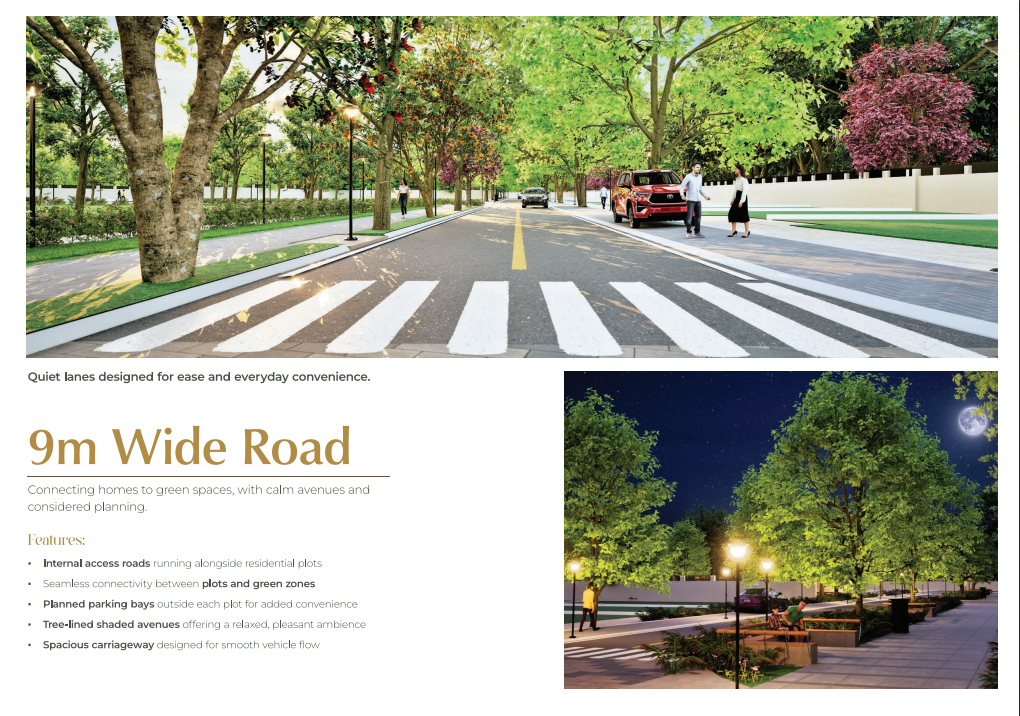 Quiet lanes designed for ease and everyday convenience.
9m Wide Road
Connecting homes to green spaces, with calm avenues and
considered planning.
Features:
• Internal access roads running alongside residential plots
• Seamless connectivity between plots and green zones
• Planned parking bays outside each plot for added convenience
• Tree-lined shaded avenues offering a relaxed, pleasant ambience
• Spacious carriageway designed for smooth vehicle flow